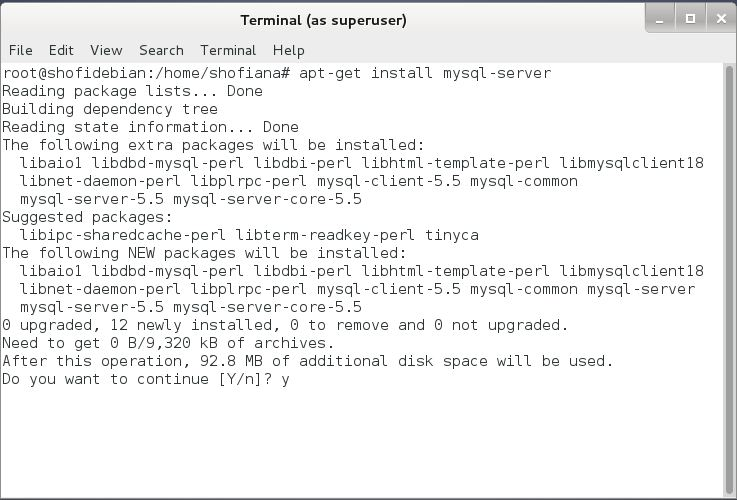 Terminal (as superuser)
File Edit View Search Terminal Help
root@shofidebian:/home/shofiana# apt-get install mysql-server
Reading package lists... Done
Building dependency tree
Reading state information... Done
The following extra packages will be installed:
  libaio1 libdbd-mysql-perl libdbi-perl libhtml-template-perl libmysqlclient18
  libnet-daemon-perl libplrpc-perl mysql-client-5.5 mysql-common
  mysql-server-5.5 mysql-server-core-5.5
Suggested packages:
  libipc-sharedcache-perl libterm-readkey-perl tinyca
The following NEW packages will be installed:
  libaio1 libdbd-mysql-perl libdbi-perl libhtml-template-perl libmysqlclient18
  libnet-daemon-perl libplrpc-perl mysql-client-5.5 mysql-common mysql-server
  mysql-server-5.5 mysql-server-core-5.5
0 upgraded, 12 newly installed, 0 to remove and 0 not upgraded.
Need to get 0 B/9,320 kB of archives.
After this operation, 92.8 MB of additional disk space will be used.
Do you want to continue [Y/n]? y